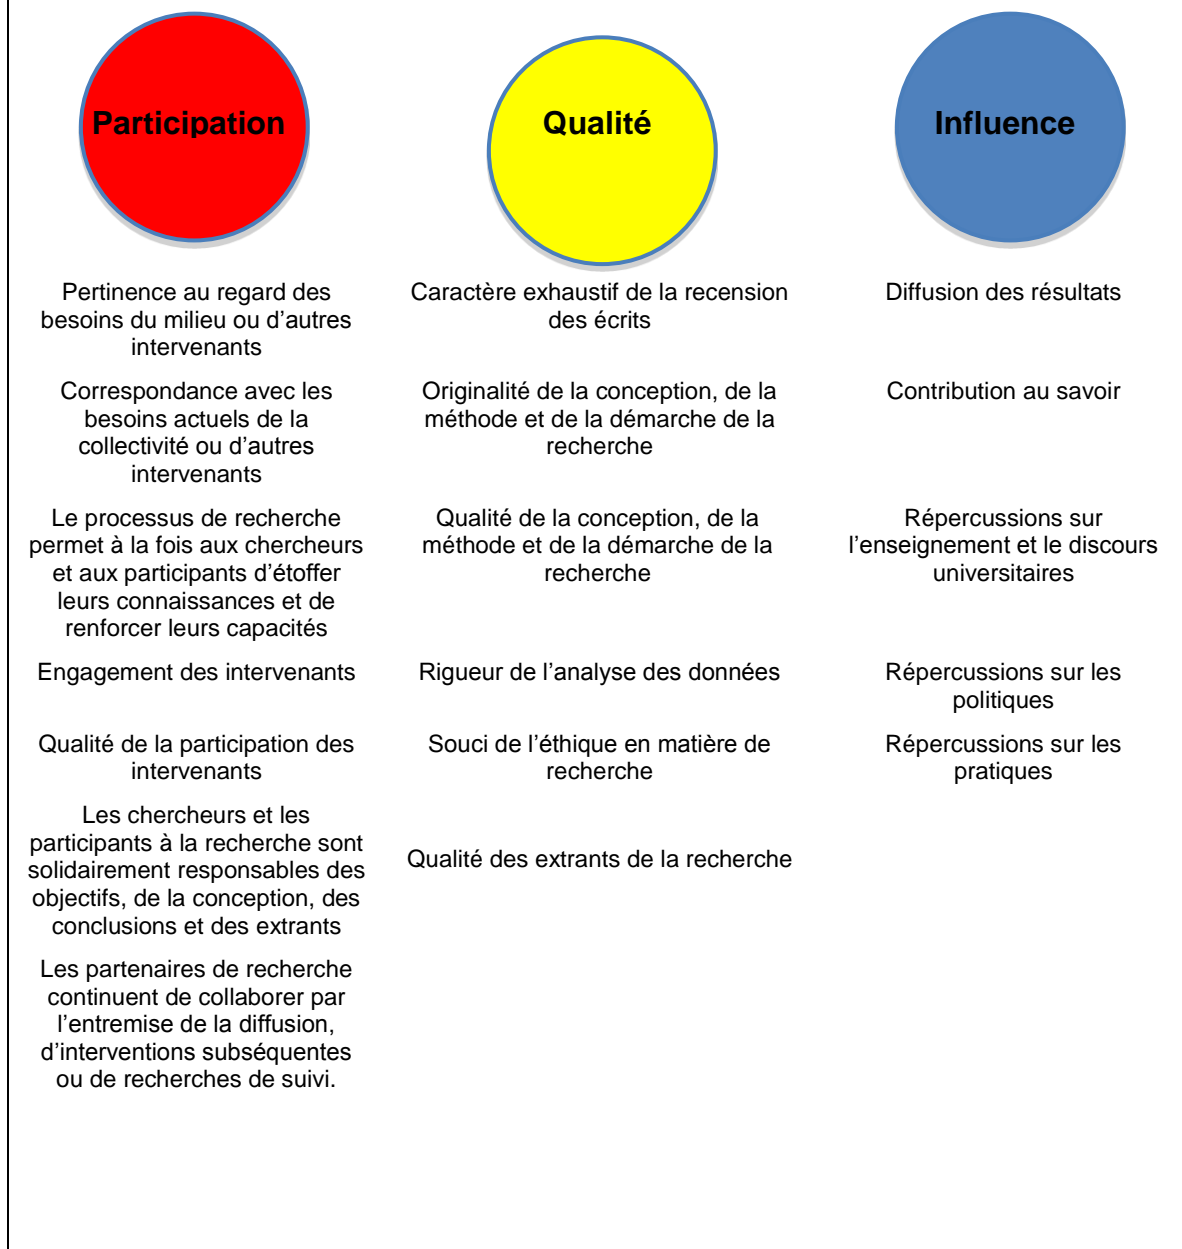 Participation
Qualité
Influence
Pertinence au regard des
besoins du milieu ou d’autres
intervenants
Caractère exhaustif de la recension
des écrits
Diffusion des résultats
Correspondance avec les
besoins actuels de la
collectivité ou d’autres
intervenants
Originalité de la conception, de la
méthode et de la démarche de la
recherche
Contribution au savoir
Le processus de recherche
permet à la fois aux chercheurs
et aux participants d’étoffer
leurs connaissances et de
renforcer leurs capacités
Qualité de la conception, de la
méthode et de la démarche de la
recherche
Répercussions sur
l’enseignement et le discours
universitaires
Engagement des intervenants
Rigueur de l’analyse des données
Répercussions sur les
politiques
Qualité de la participation des
intervenants
Souci de l’éthique en matière de
recherche
Répercussions sur les
pratiques
Les chercheurs et les
participants à la recherche sont
solidairement responsables des
objectifs, de la conception, des
conclusions et des extrants
Qualité des extrants de la recherche
Les partenaires de recherche
continuent de collaborer par
l’entremise de la diffusion,
d’interventions subséquentes
ou de recherches de suivi.